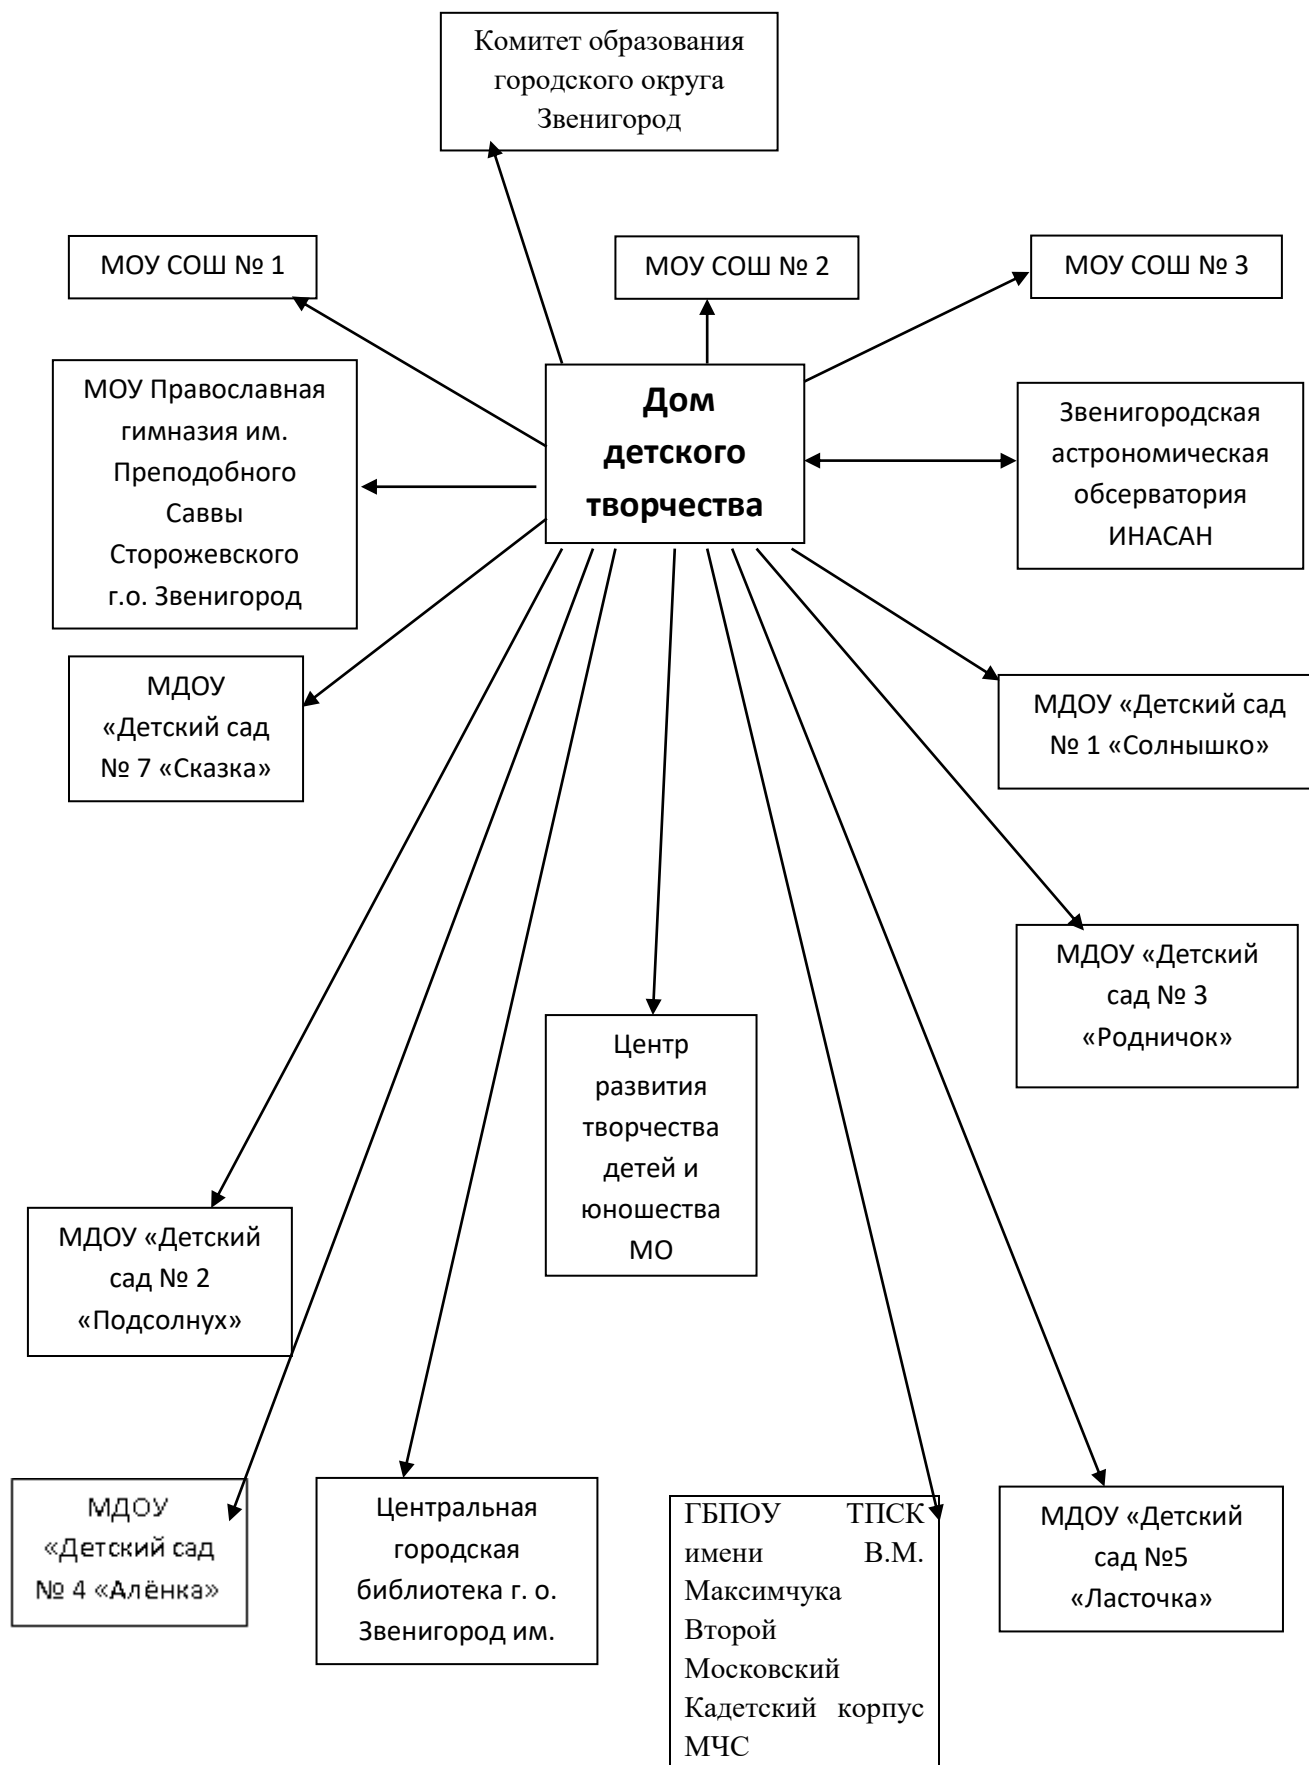 Комитет образования
городского округа
Звенигород
МОУ СОШ № 1
МОУ СОШ № 2
МОУ СОШ № 3
МОУ Православная
гимназия им.
Преподобного
Саввы
Сторожевского
г.о. Звенигород
Дом
детского
творчества
Звенигородская
астрономическая
обсерватория
ИНАСАН
МДОУ
«Детский сад
№ 7 «Сказка»
МДОУ «Детский сад
№ 1 «Солнышко»
МДОУ «Детский
сад № 3
«Родничок»
Центр
развития
творчества
детей и
юношества
МО
МДОУ «Детский
сад № 2
«Подсолнух»
МДОУ
«Детский сад
№ 4 «Алёнка»
Центральная
городская
библиотека г. о.
Звенигород им.
ГБПОУ ТПСК
имени В.М.
Максимчука
Второй
Московский
Кадетский корпус
МЧС
МДОУ «Детский
сад №5
«Ласточка»